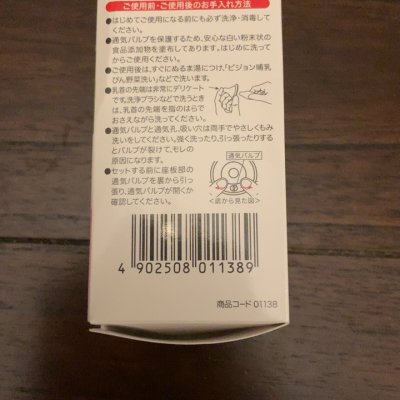 ご使用前・ご使用後のお手入れ方法
●はじめてご使用になる前にも必ず洗浄・消毒して
ください。
●通気バルブを保護するため、安心な白い粉末状の
食品添加物を塗布してあります。はじめに洗って
からご使用ください。
●ご使用後は、すぐにぬるま湯につけ、「ピジョン哺乳
びん野菜洗い」などで洗います。
●乳首の先端は非常にデリケート
です。洗浄ブラシなどで洗うときは、
乳首の先端を指のはらで
おさえながら洗ってください。
●通気バルブと通気孔、吸い穴は両手でやさしくもみ
洗いをしてください。強く洗ったり、引っ張ったりする
とバルブが裂けて、モレの
原因になります。
●セットする前に座板部の
通気バルブを裏から引っ
張り、通気バルブが開くか
確認してください。
通気バルブ
<底から見た図>
4 902508 011389
商品コード 01138